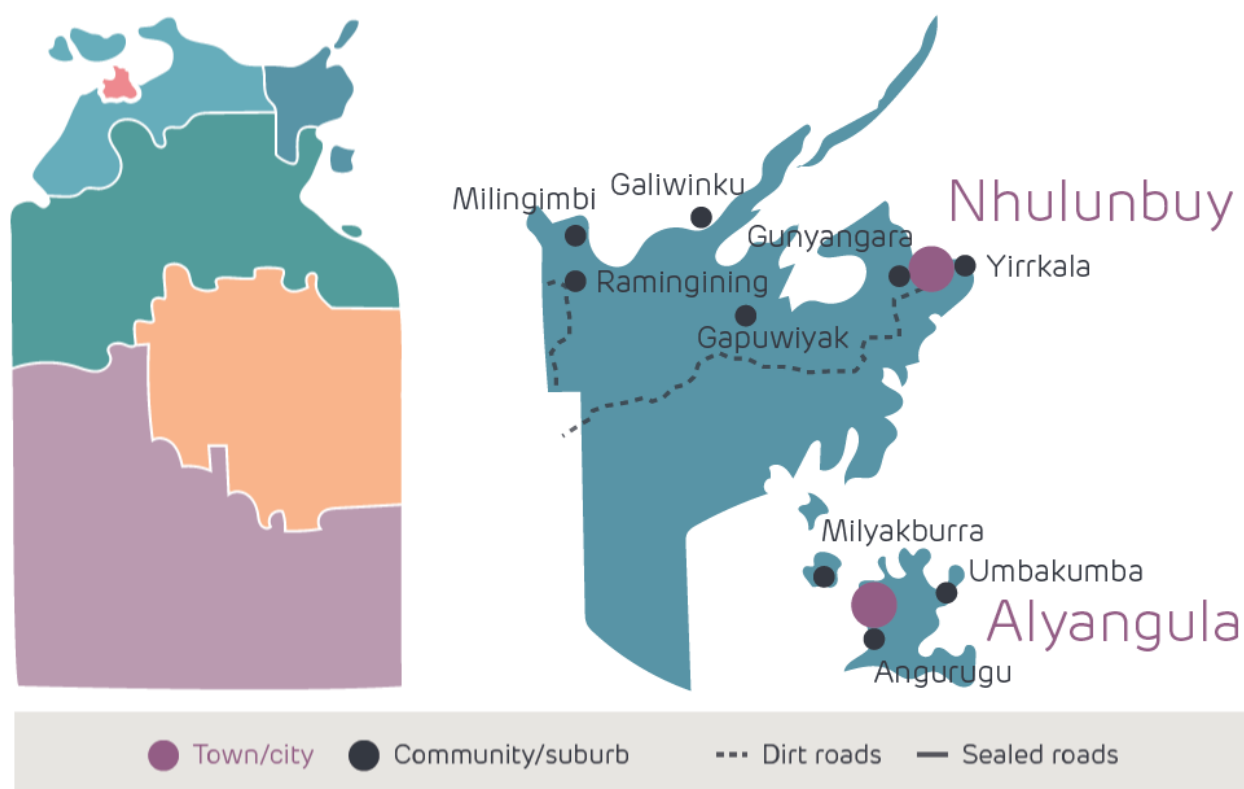 Nhulunbuy
Galiwinku
Milingimbi
Gunyangara
Yirrkala
Ramingining
Gapuwiyak
Milyakburra
Umbakumba
Alyangula
Angurugu
Town/city
Community/suburb
Dirt roads
Sealed roads